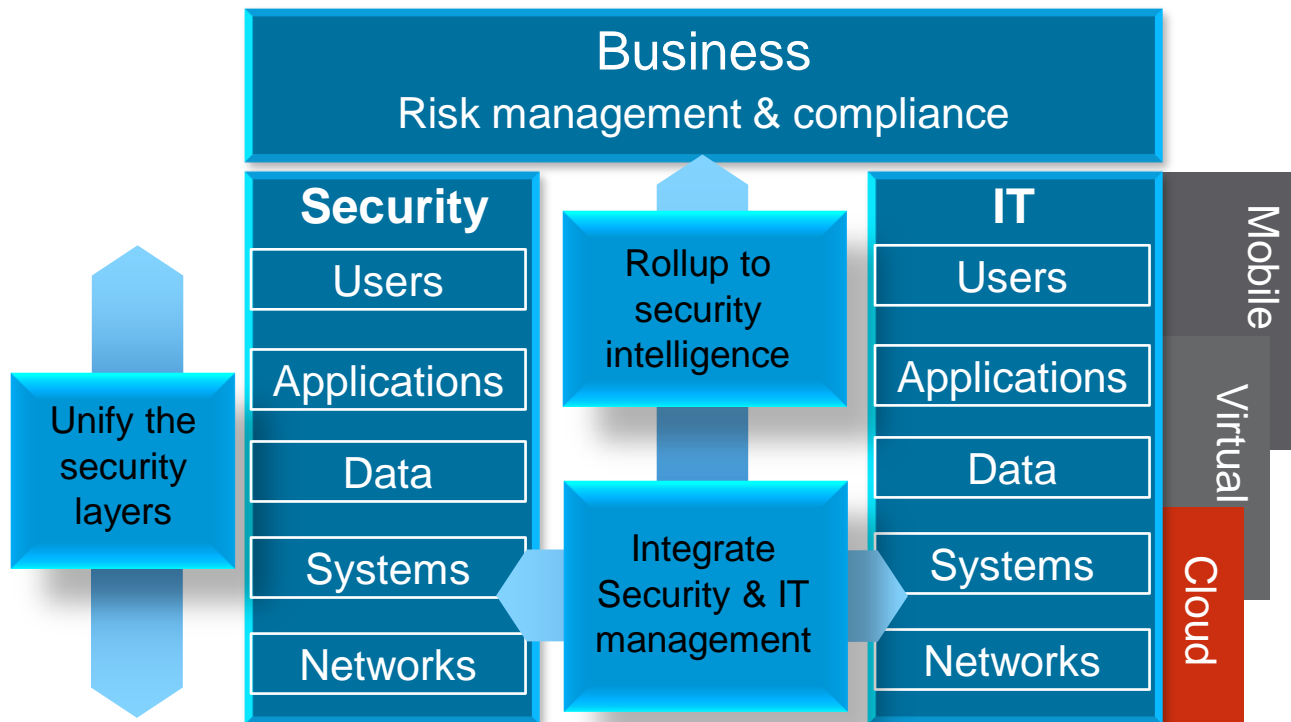 Business
Risk management & compliance
Security
Users
Applications
Data
Systems
Networks
Unify the
security
layers
Rollup to
security
intelligence
Integrate
Security & IT
management
IT
Users
Applications
Data
Systems
Networks
Mobile
Virtual
Cloud